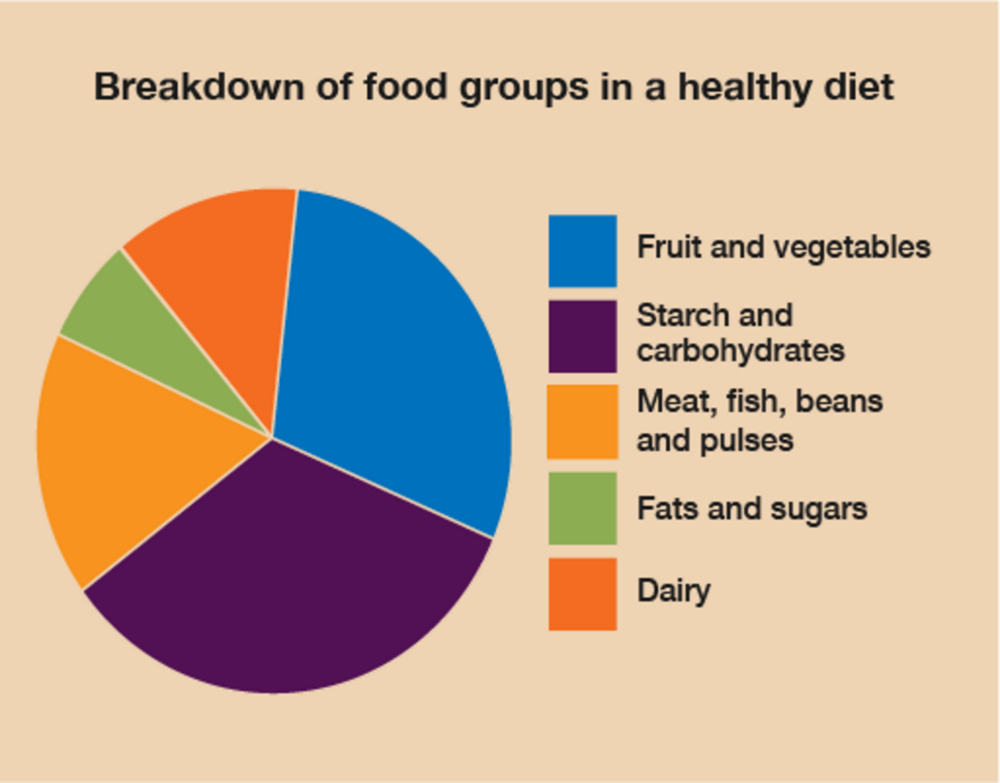 Breakdown of food groups in a healthy diet
Fruit and vegetables
Starch and
carbohydrates
Meat, fish, beans
and pulses
Fats and sugars
Dairy